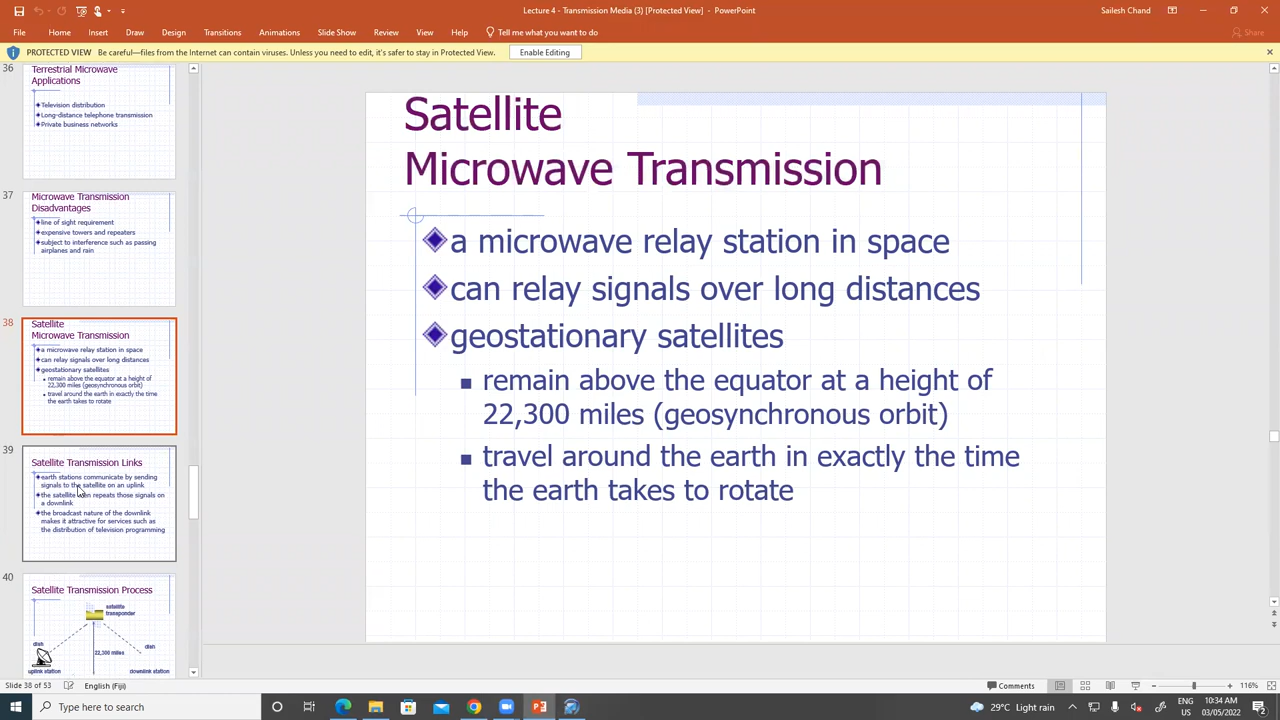 Lecture 4 - Transmission Media (3) [Protected View] - PowerPoint
Sailesh Chand
File Home Insert Draw Design Transitions Animations Slide Show Review View Help Tell me what you want to do
Share
PROTECTED VIEW Be careful—files from the Internet can contain viruses. Unless you need to edit, it's safer to stay in Protected View. Enable Editing
36
Terrestrial Microwave
Applications
Television distribution
Long-distance telephone transmission
Private business networks
37
Microwave Transmission
Disadvantages
line of sight requirement
expensive towers and repeaters
subject to interference such as passing
airplanes and rain
38
Satellite
Microwave Transmission
a microwave relay station in space
can relay signals over long distances
geostationary satellites
remain above the equator at a height of
22,300 miles (geosynchronous orbit)
travel around the earth in exactly the time
the earth takes to rotate
39
Satellite Transmission Links
earth stations communicate by sending
signals to the satellite on an uplink
the satellite then repeats those signals on
a downlink
the broadcast nature of the downlink
makes it attractive for services such as
the distribution of television programming
40
Satellite Transmission Process
satellite
transponder
dish
dish
22,300 miles
uplink station
downlink station
Satellite
Microwave Transmission
a microwave relay station in space
can relay signals over long distances
geostationary satellites
remain above the equator at a height of
22,300 miles (geosynchronous orbit)
travel around the earth in exactly the time
the earth takes to rotate
Slide 38 of 53
English (Fiji)
Comments
116%
Type here to search
29°C Light rain
10:34 AM
03/05/2022